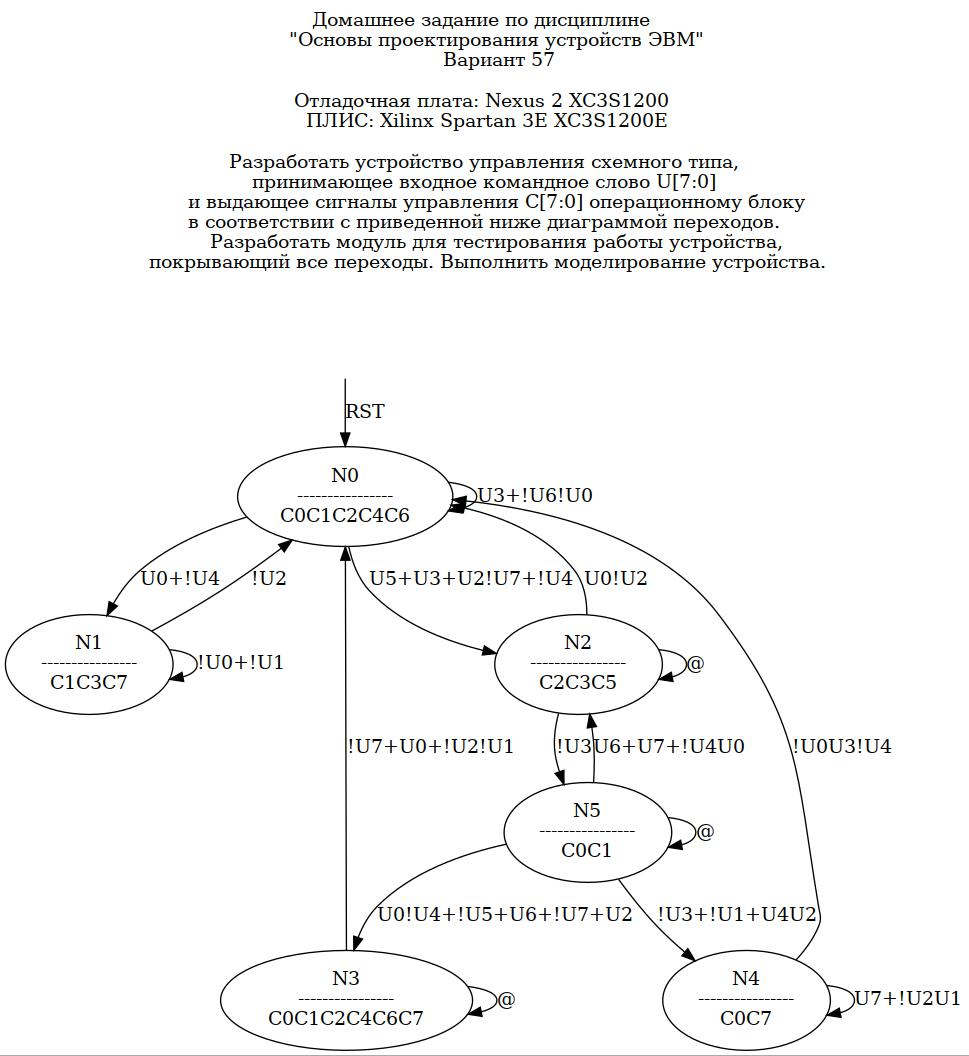 Домашнее задание по дисциплине
"Основы проектирования устройств ЭВМ"
Вариант 57
Отладочная плата: Nexus 2 XC3S1200
ПЛИС: Xilinx Spartan 3E XC3S1200E
Разработать устройство управления схемного типа,
принимающее входное командное слово U[7:0]
и выдающее сигналы управления C[7:0] операционному блоку
в соответствии с приведенной ниже диаграммой переходов.
Разработать модуль для тестирования работы устройства,
покрывающий все переходы. Выполнить моделирование устройства.
RST
N0
----------------
C0C1C2C4C6
U3+!U6!U0
U0+!U4
!U2
U5+U3+U2!U7+!U4
U0!U2
N1
----------------
C1C3C7
!U0+!U1
N2
----------------
C2C3C5
@
!U7+U0+!U2!U1
!U3
U6+U7+!U4U0
!U0U3!U4
N5
----------------
C0C1
@
U0!U4+!U5+U6+!U7+U2
!U3+!U1+U4U2
N3
----------------
C0C1C2C4C6C7
@
N4
----------------
C0C7
U7+!U2U1